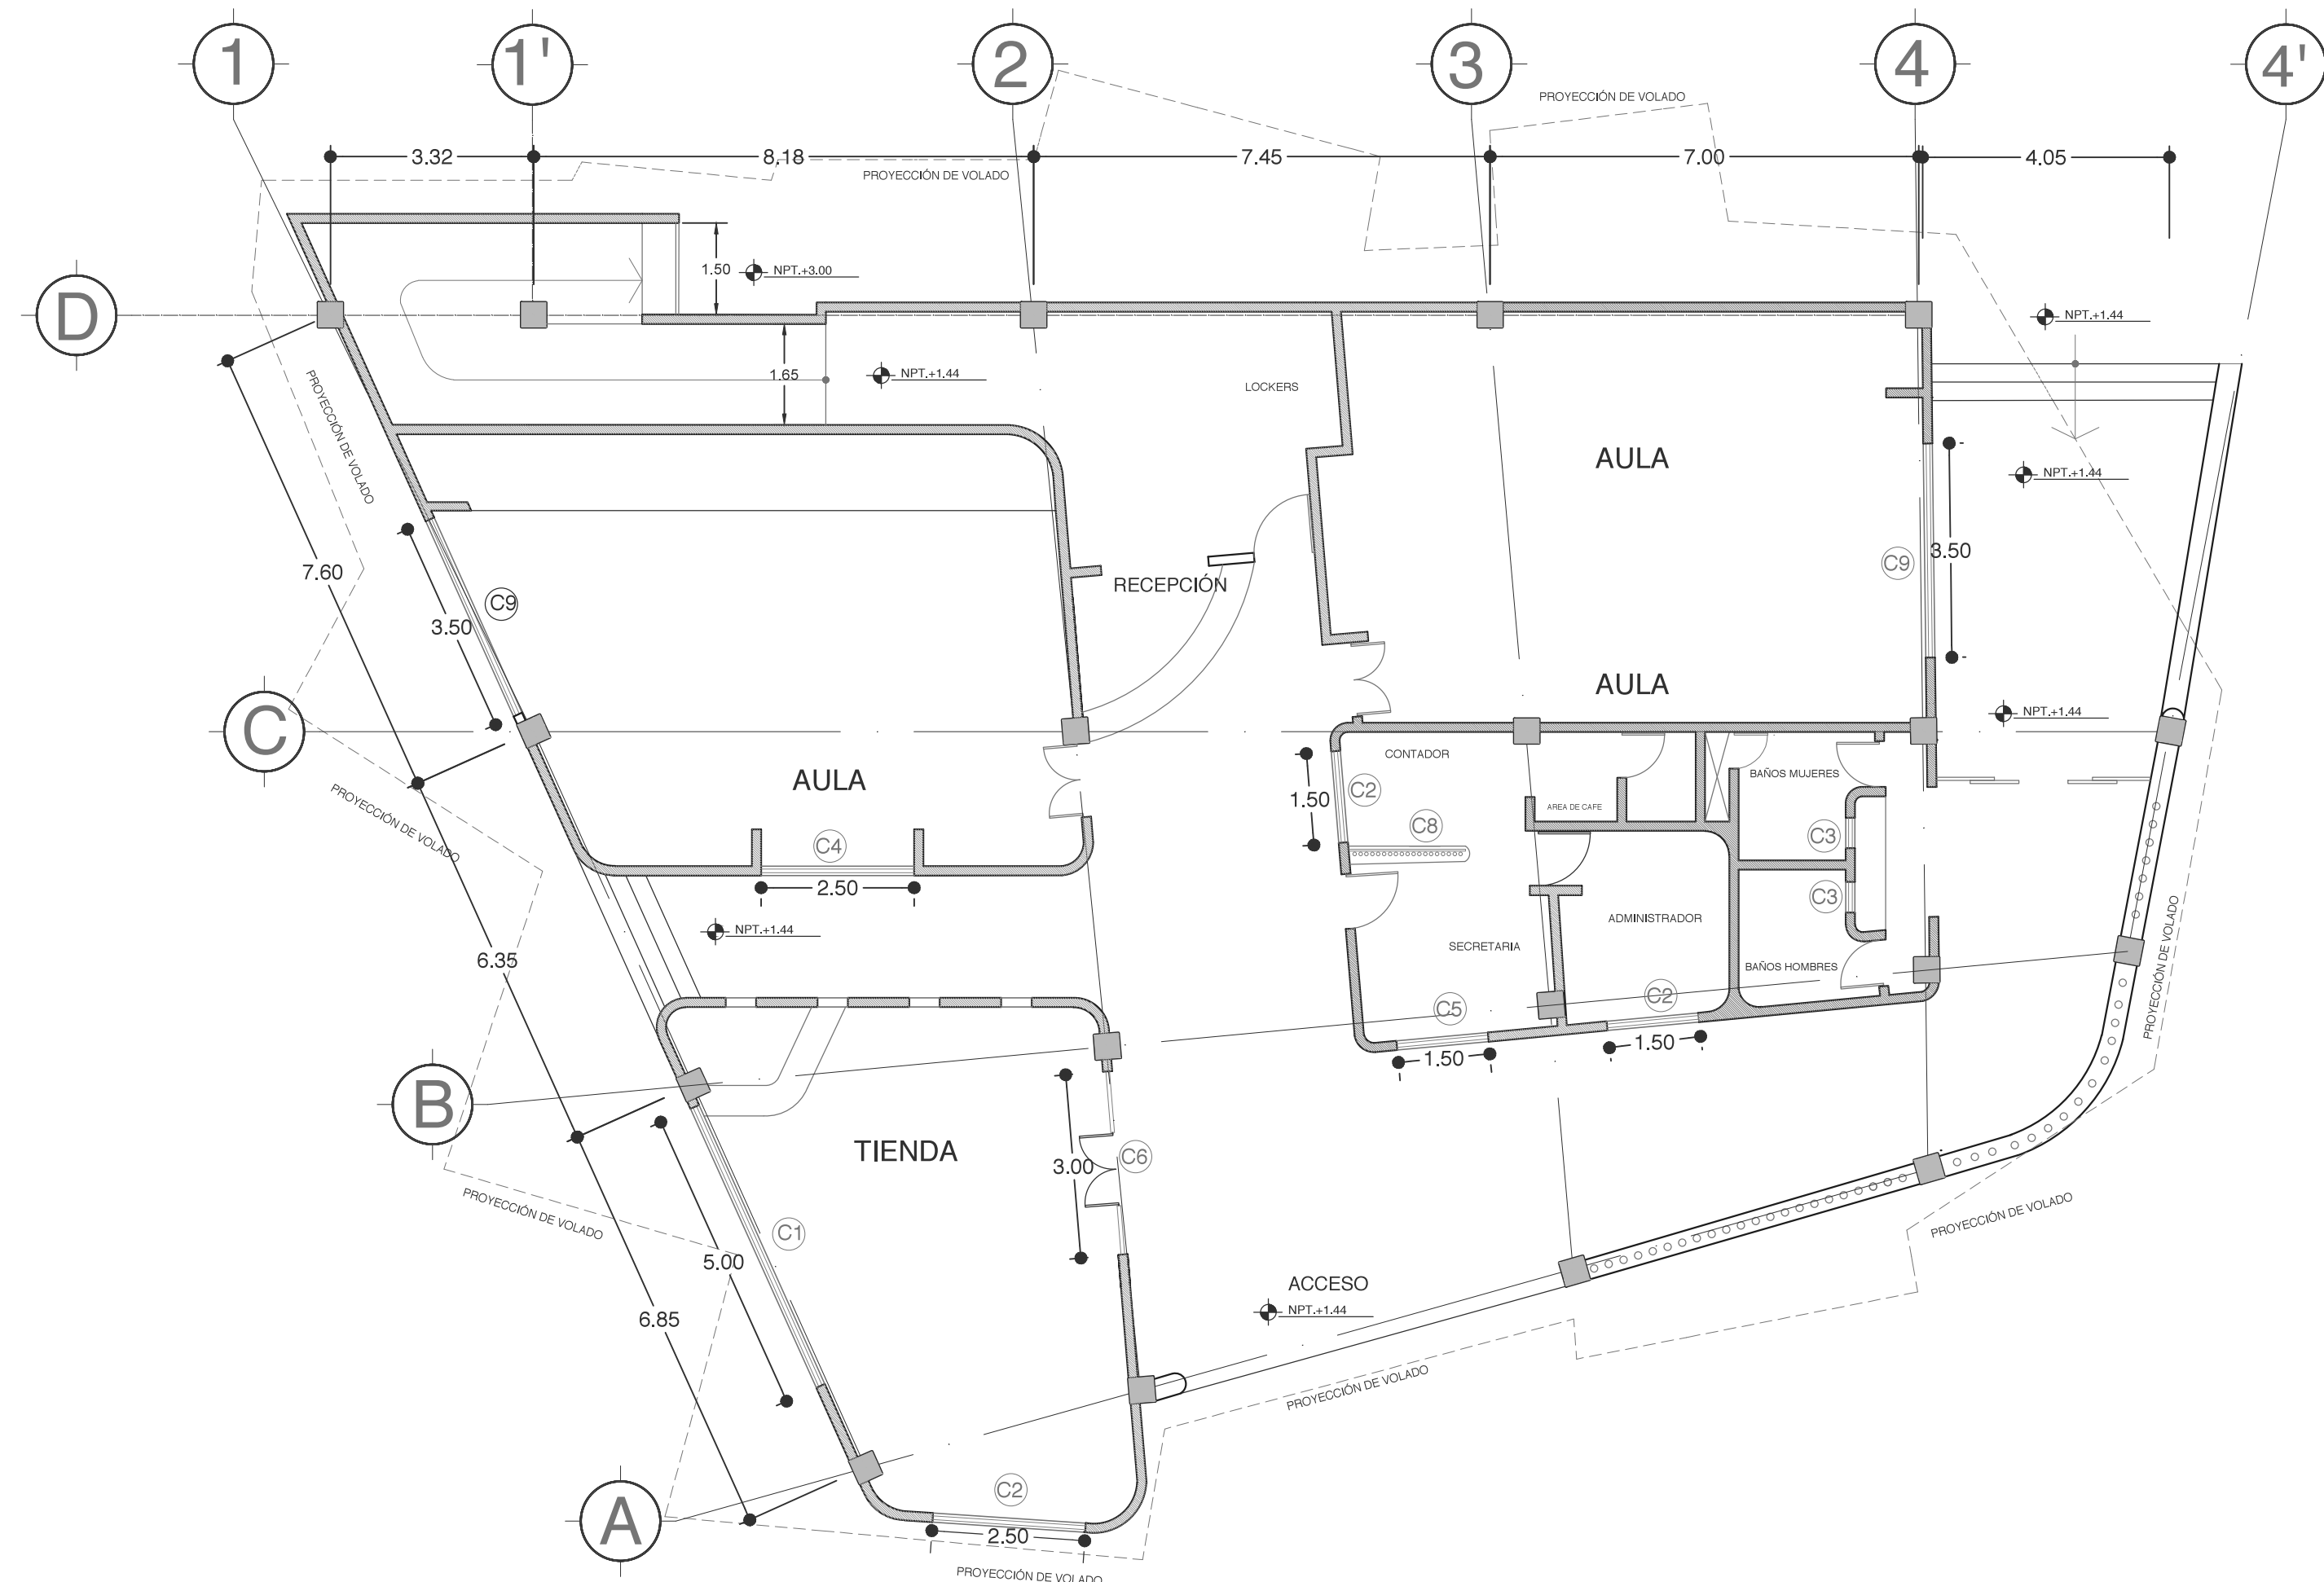 1
1'
2
3
4
4'
PROYECCIÓN DE VOLADO
3.32
8.18
7.45
7.00
4.05
PROYECCIÓN DE VOLADO
1.50
NPT.+3.00
D
NPT.+1.44
1.65
NPT.+1.44
LOCKERS
PROYECCIÓN DE VOLADO
AULA
NPT.+1.44
3.50
C9
7.60
RECEPCIÓN
C9
3.50
AULA
NPT.+1.44
C
CONTADOR
BAÑOS MUJERES
AULA
C2
1.50
AREA DE CAFE
PROYECCIÓN DE VOLADO
C8
C3
C4
2.50
C3
ADMINISTRADOR
NPT.+1.44
SECRETARIA
6.35
BAÑOS HOMBRES
PROYECCIÓN DE VOLADO
C5
C2
1.50
1.50
B
TIENDA
3.00
C6
PROYECCIÓN DE VOLADO
C1
PROYECCIÓN DE VOLADO
5.00
ACCESO
NPT.+1.44
6.85
PROYECCIÓN DE VOLADO
C2
A
2.50
PROYECCIÓN DE VOLADO